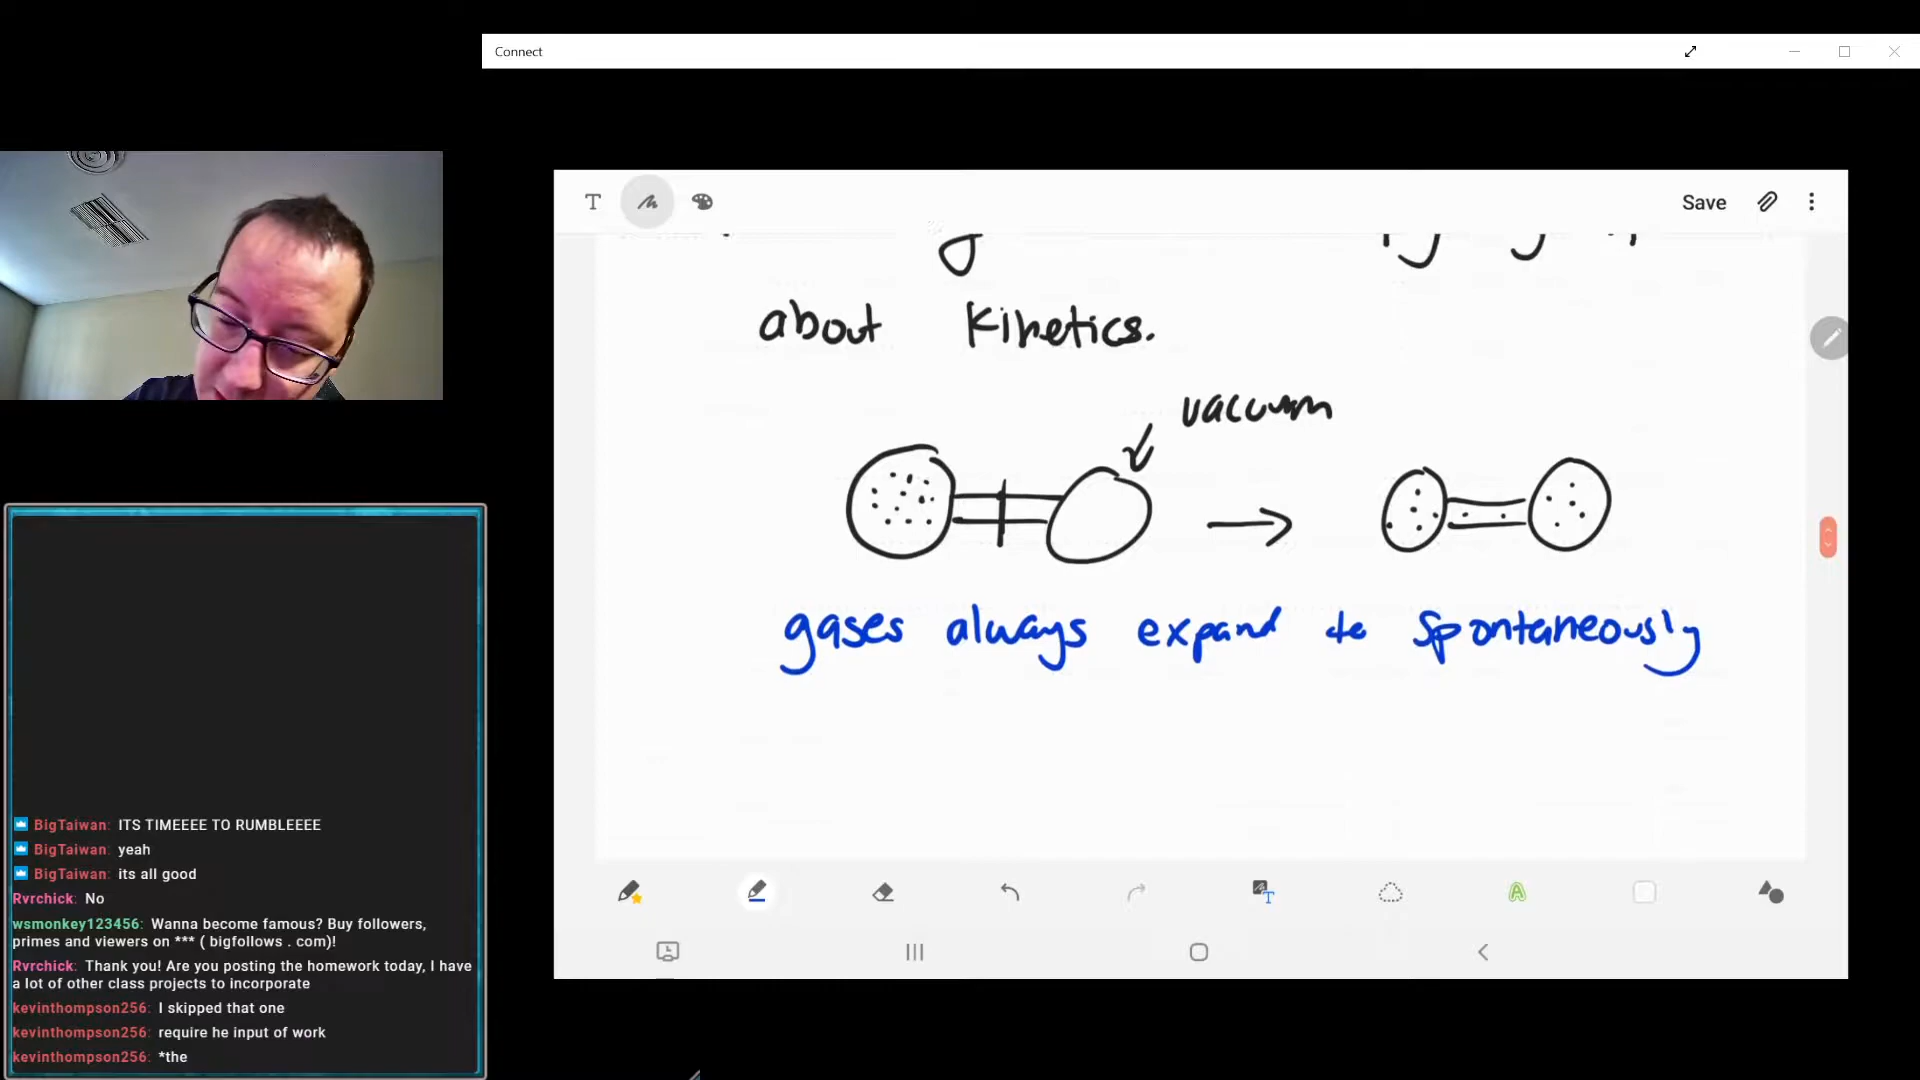 Connect
T
Save
about kinetics.
vacuum
gases always expand to spontaneously
T
A
BigTaiwan: ITS TIMEEEE TO RUMBLEEEE
BigTaiwan: yeah
BigTaiwan: its all good
Rvrchick: No
wsmonkey123456: Wanna become famous? Buy followers,
primes and viewers on *** ( bigfollows . com)!
Rvrchick: Thank you! Are you posting the homework today, I have
a lot of other class projects to incorporate
kevinthompson256: I skipped that one
kevinthompson256: require he input of work
kevinthompson256: *the